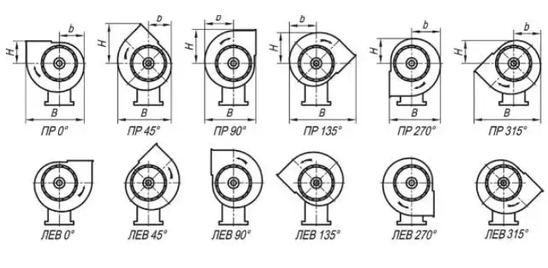 b b b b b b
H H H H H H
B B B B B B
ПР 0° ПР 45° ПР 90° ПР 135° ПР 270° ПР 315°
ЛЕВ 0° ЛЕВ 45° ЛЕВ 90° ЛЕВ 135° ЛЕВ 270° ЛЕВ 315°